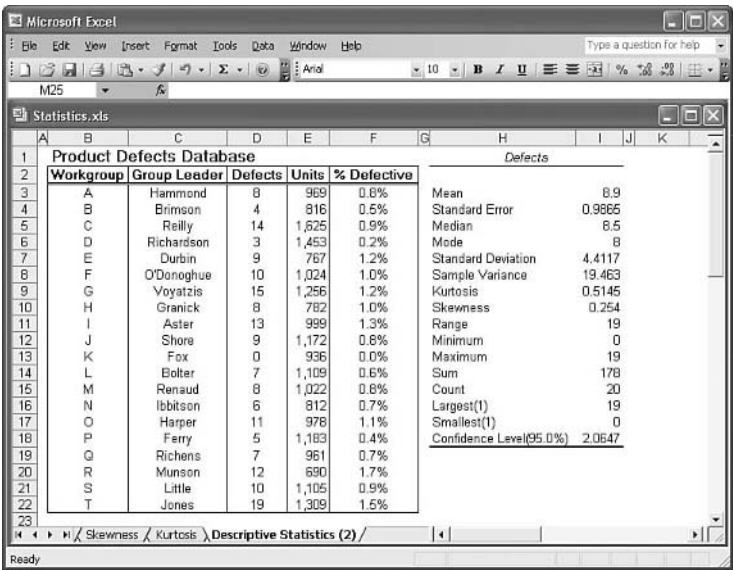 Microsoft Excel
File Edit View Insert Format Tools Data Window Help Type a question for help
Arial 10 B I U %
M25 fx
Statistics.xls
A B C D E F G H I J K
1 Product Defects Database Defects
2 Workgroup Group Leader Defects Units % Defective
3 A Hammond 8 969 0.8% Mean 8.9
4 B Brimson 4 816 0.5% Standard Error 0.9865
5 C Reilly 14 1,625 0.9% Median 8.5
6 D Richardson 3 1,453 0.2% Mode 8
7 E Durbin 9 767 1.2% Standard Deviation 4.4117
8 F O'Donoghue 10 1,024 1.0% Sample Variance 19.463
9 G Voyatzis 15 1,256 1.2% Kurtosis 0.5145
10 H Granick 8 782 1.0% Skewness 0.254
11 I Aster 13 999 1.3% Range 19
12 J Shore 9 1,172 0.8% Minimum 0
13 K Fox 0 936 0.0% Maximum 19
14 L Bolter 7 1,109 0.6% Sum 178
15 M Renaud 8 1,022 0.8% Count 20
16 N Ibbitson 6 812 0.7% Largest(1) 19
17 O Harper 11 978 1.1% Smallest(1) 0
18 P Ferry 5 1,183 0.4% Confidence Level(95.0%) 2.0647
19 Q Richens 7 961 0.7%
20 R Munson 12 690 1.7%
21 S Little 10 1,105 0.9%
22 T Jones 19 1,309 1.5%
23
Skewness Kurtosis Descriptive Statistics (2)
Ready